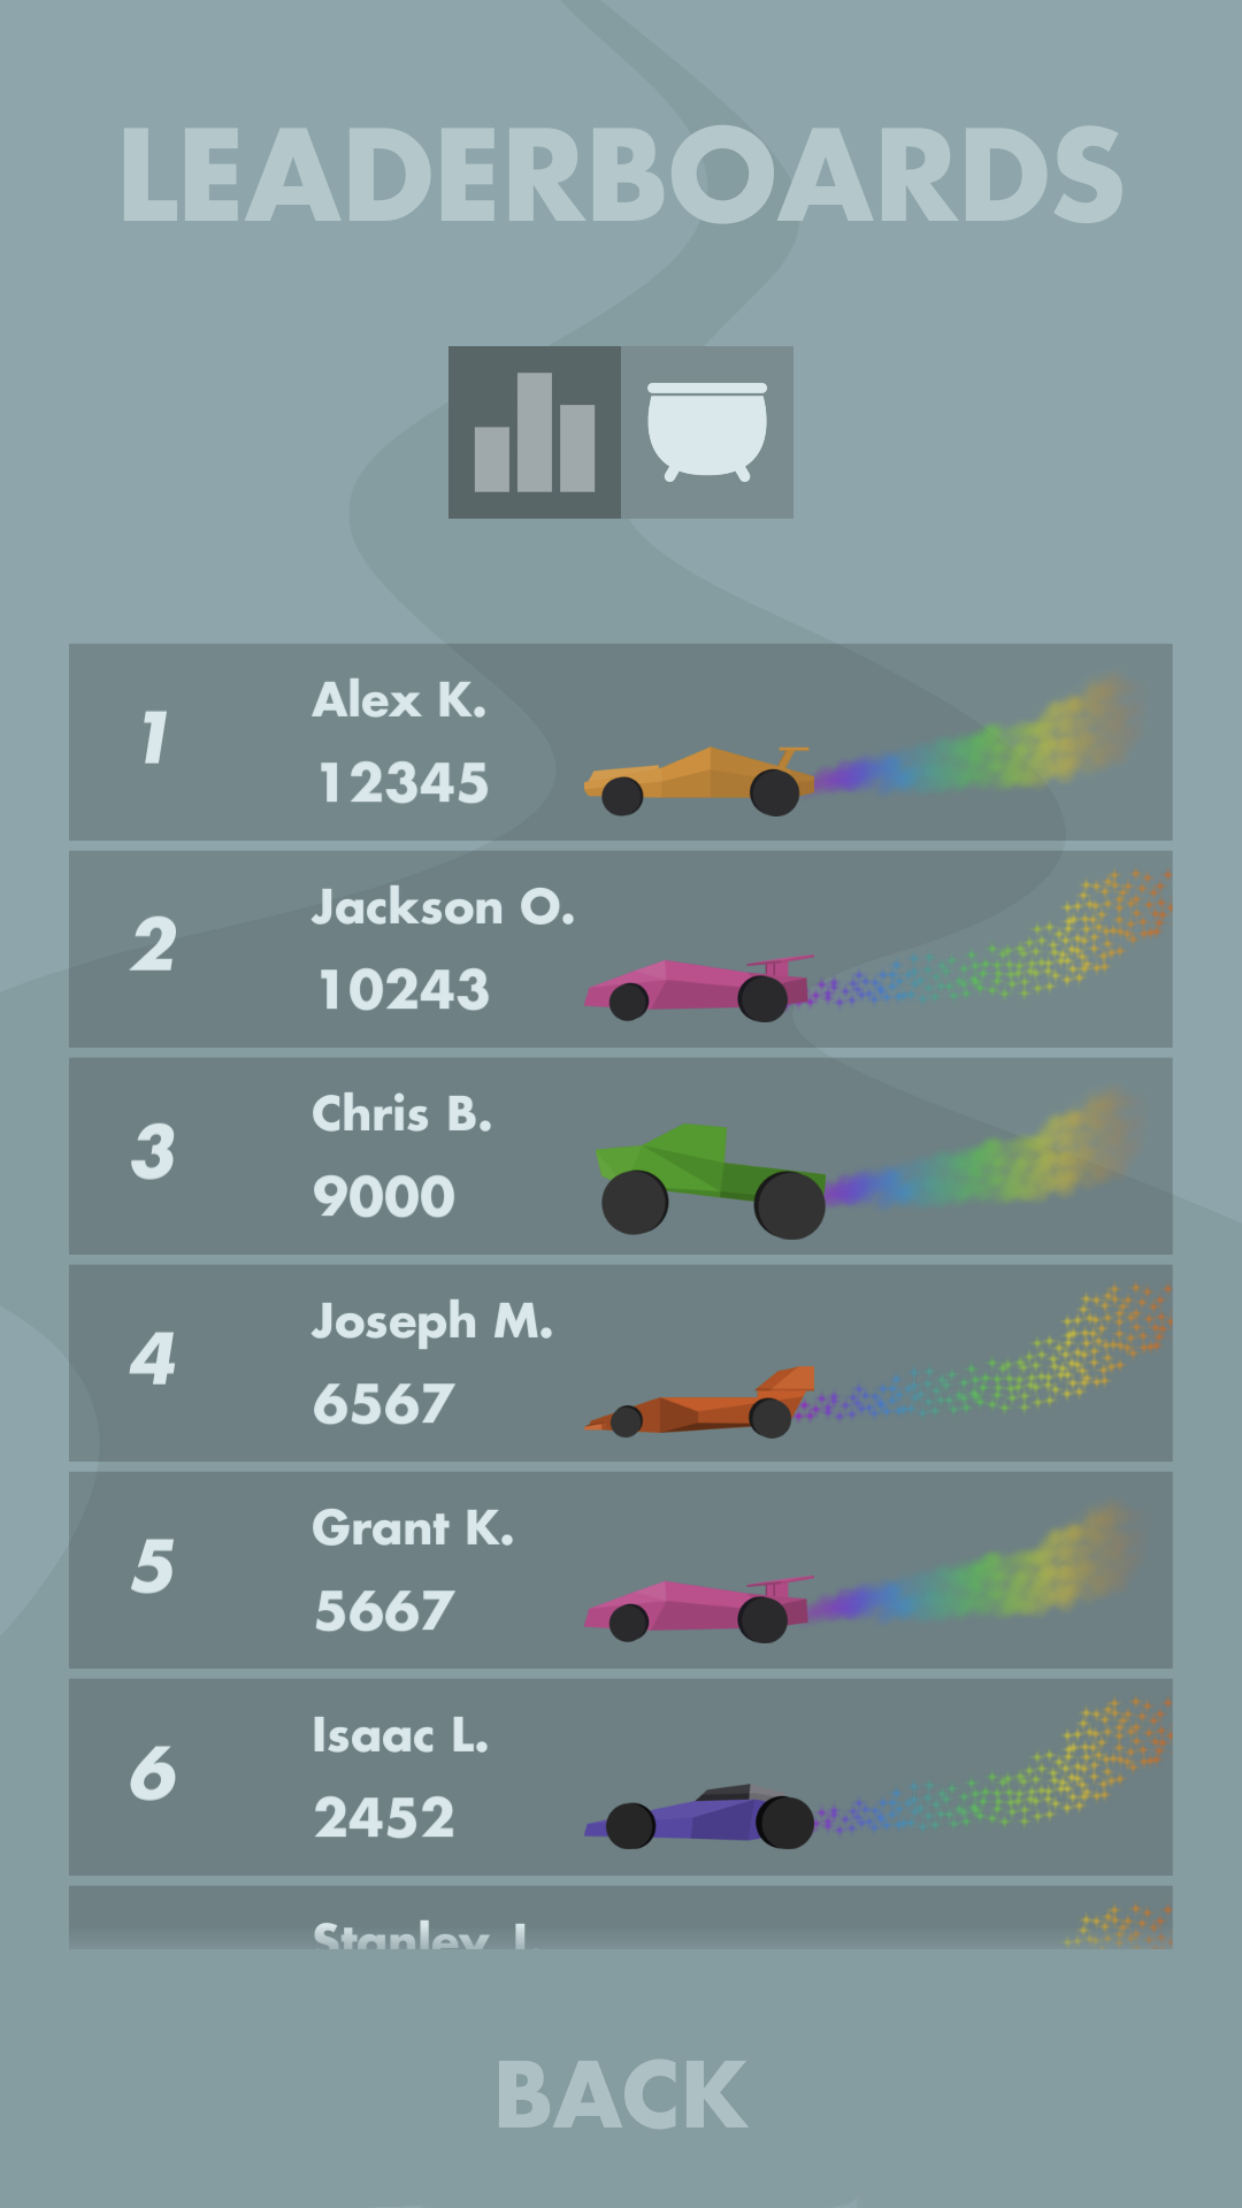 LEADERBOARDS
1
Alex K.
12345
2
Jackson O.
10243
3
Chris B.
9000
4
Joseph M.
6567
5
Grant K.
5667
6
Isaac L.
2452
Stanley
BACK